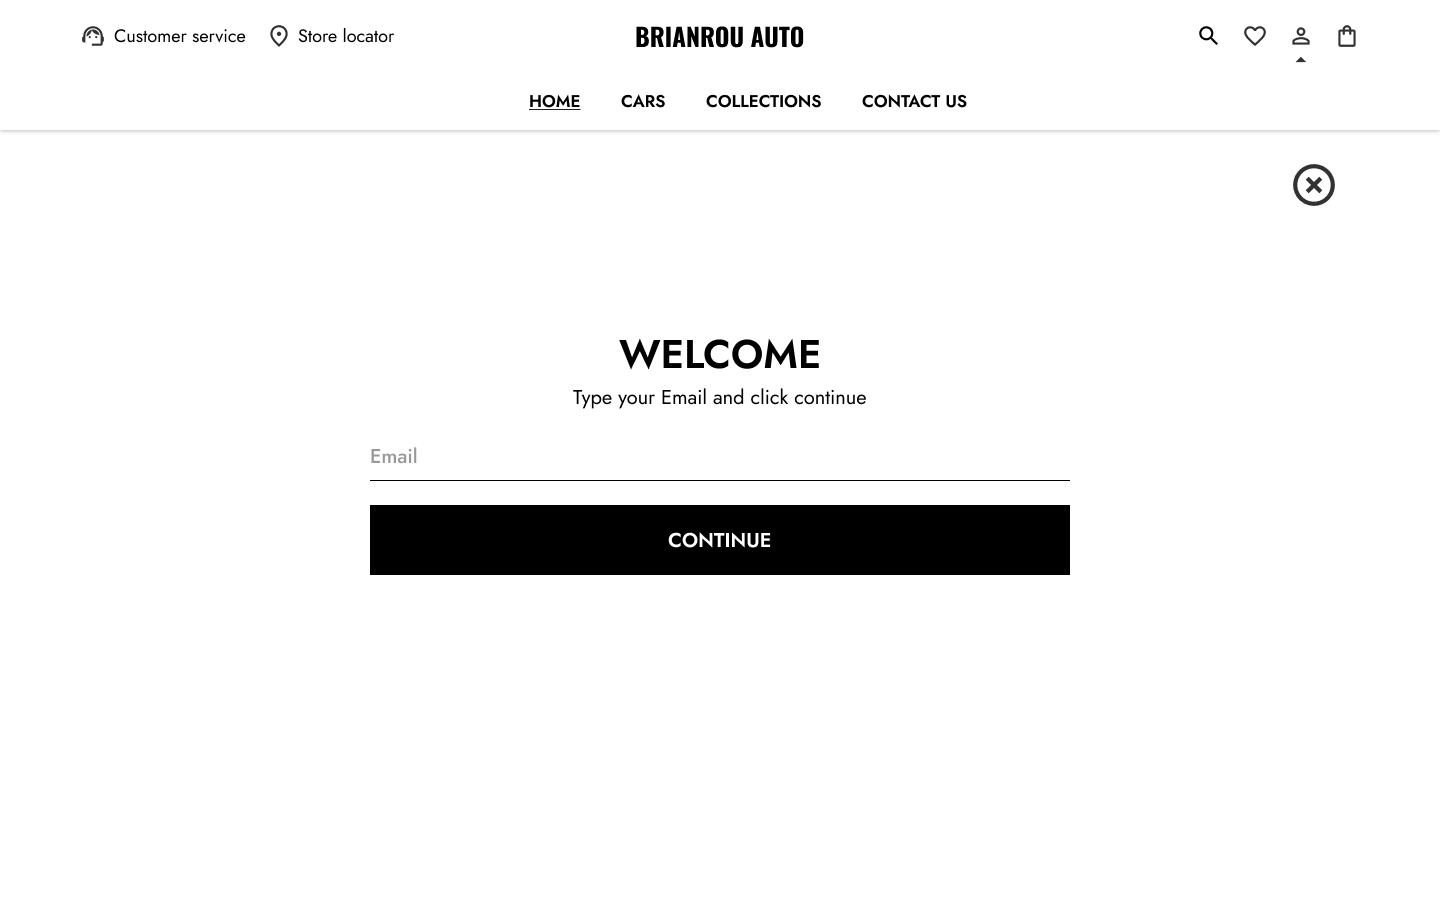 Customer service
Store locator
BRIANROU AUTO
HOME
CARS
COLLECTIONS
CONTACT US
WELCOME
Type your Email and click continue
Email
CONTINUE